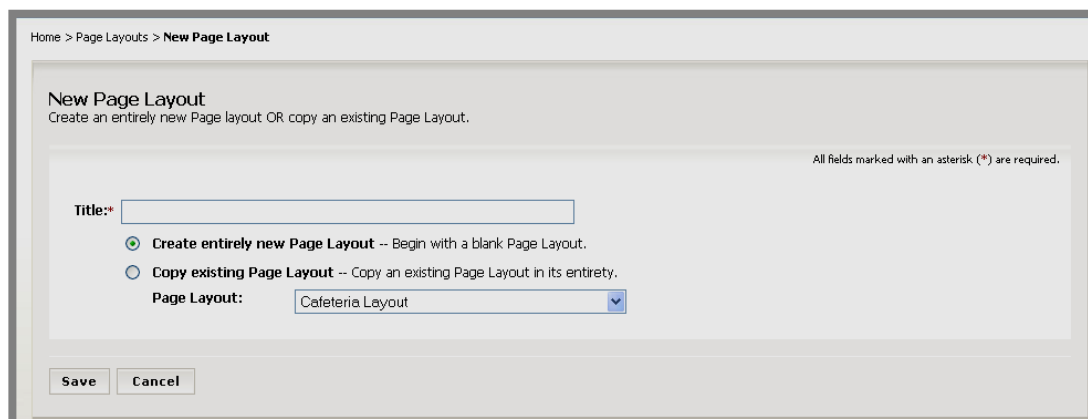 Home > Page Layouts > New Page Layout
New Page Layout
Create an entirely new Page layout OR copy an existing Page Layout.
All fields marked with an asterisk (*) are required.
Title:*
Create entirely new Page Layout -- Begin with a blank Page Layout.
Copy existing Page Layout -- Copy an existing Page Layout in its entirety.
Page Layout: Cafeteria Layout
Save Cancel